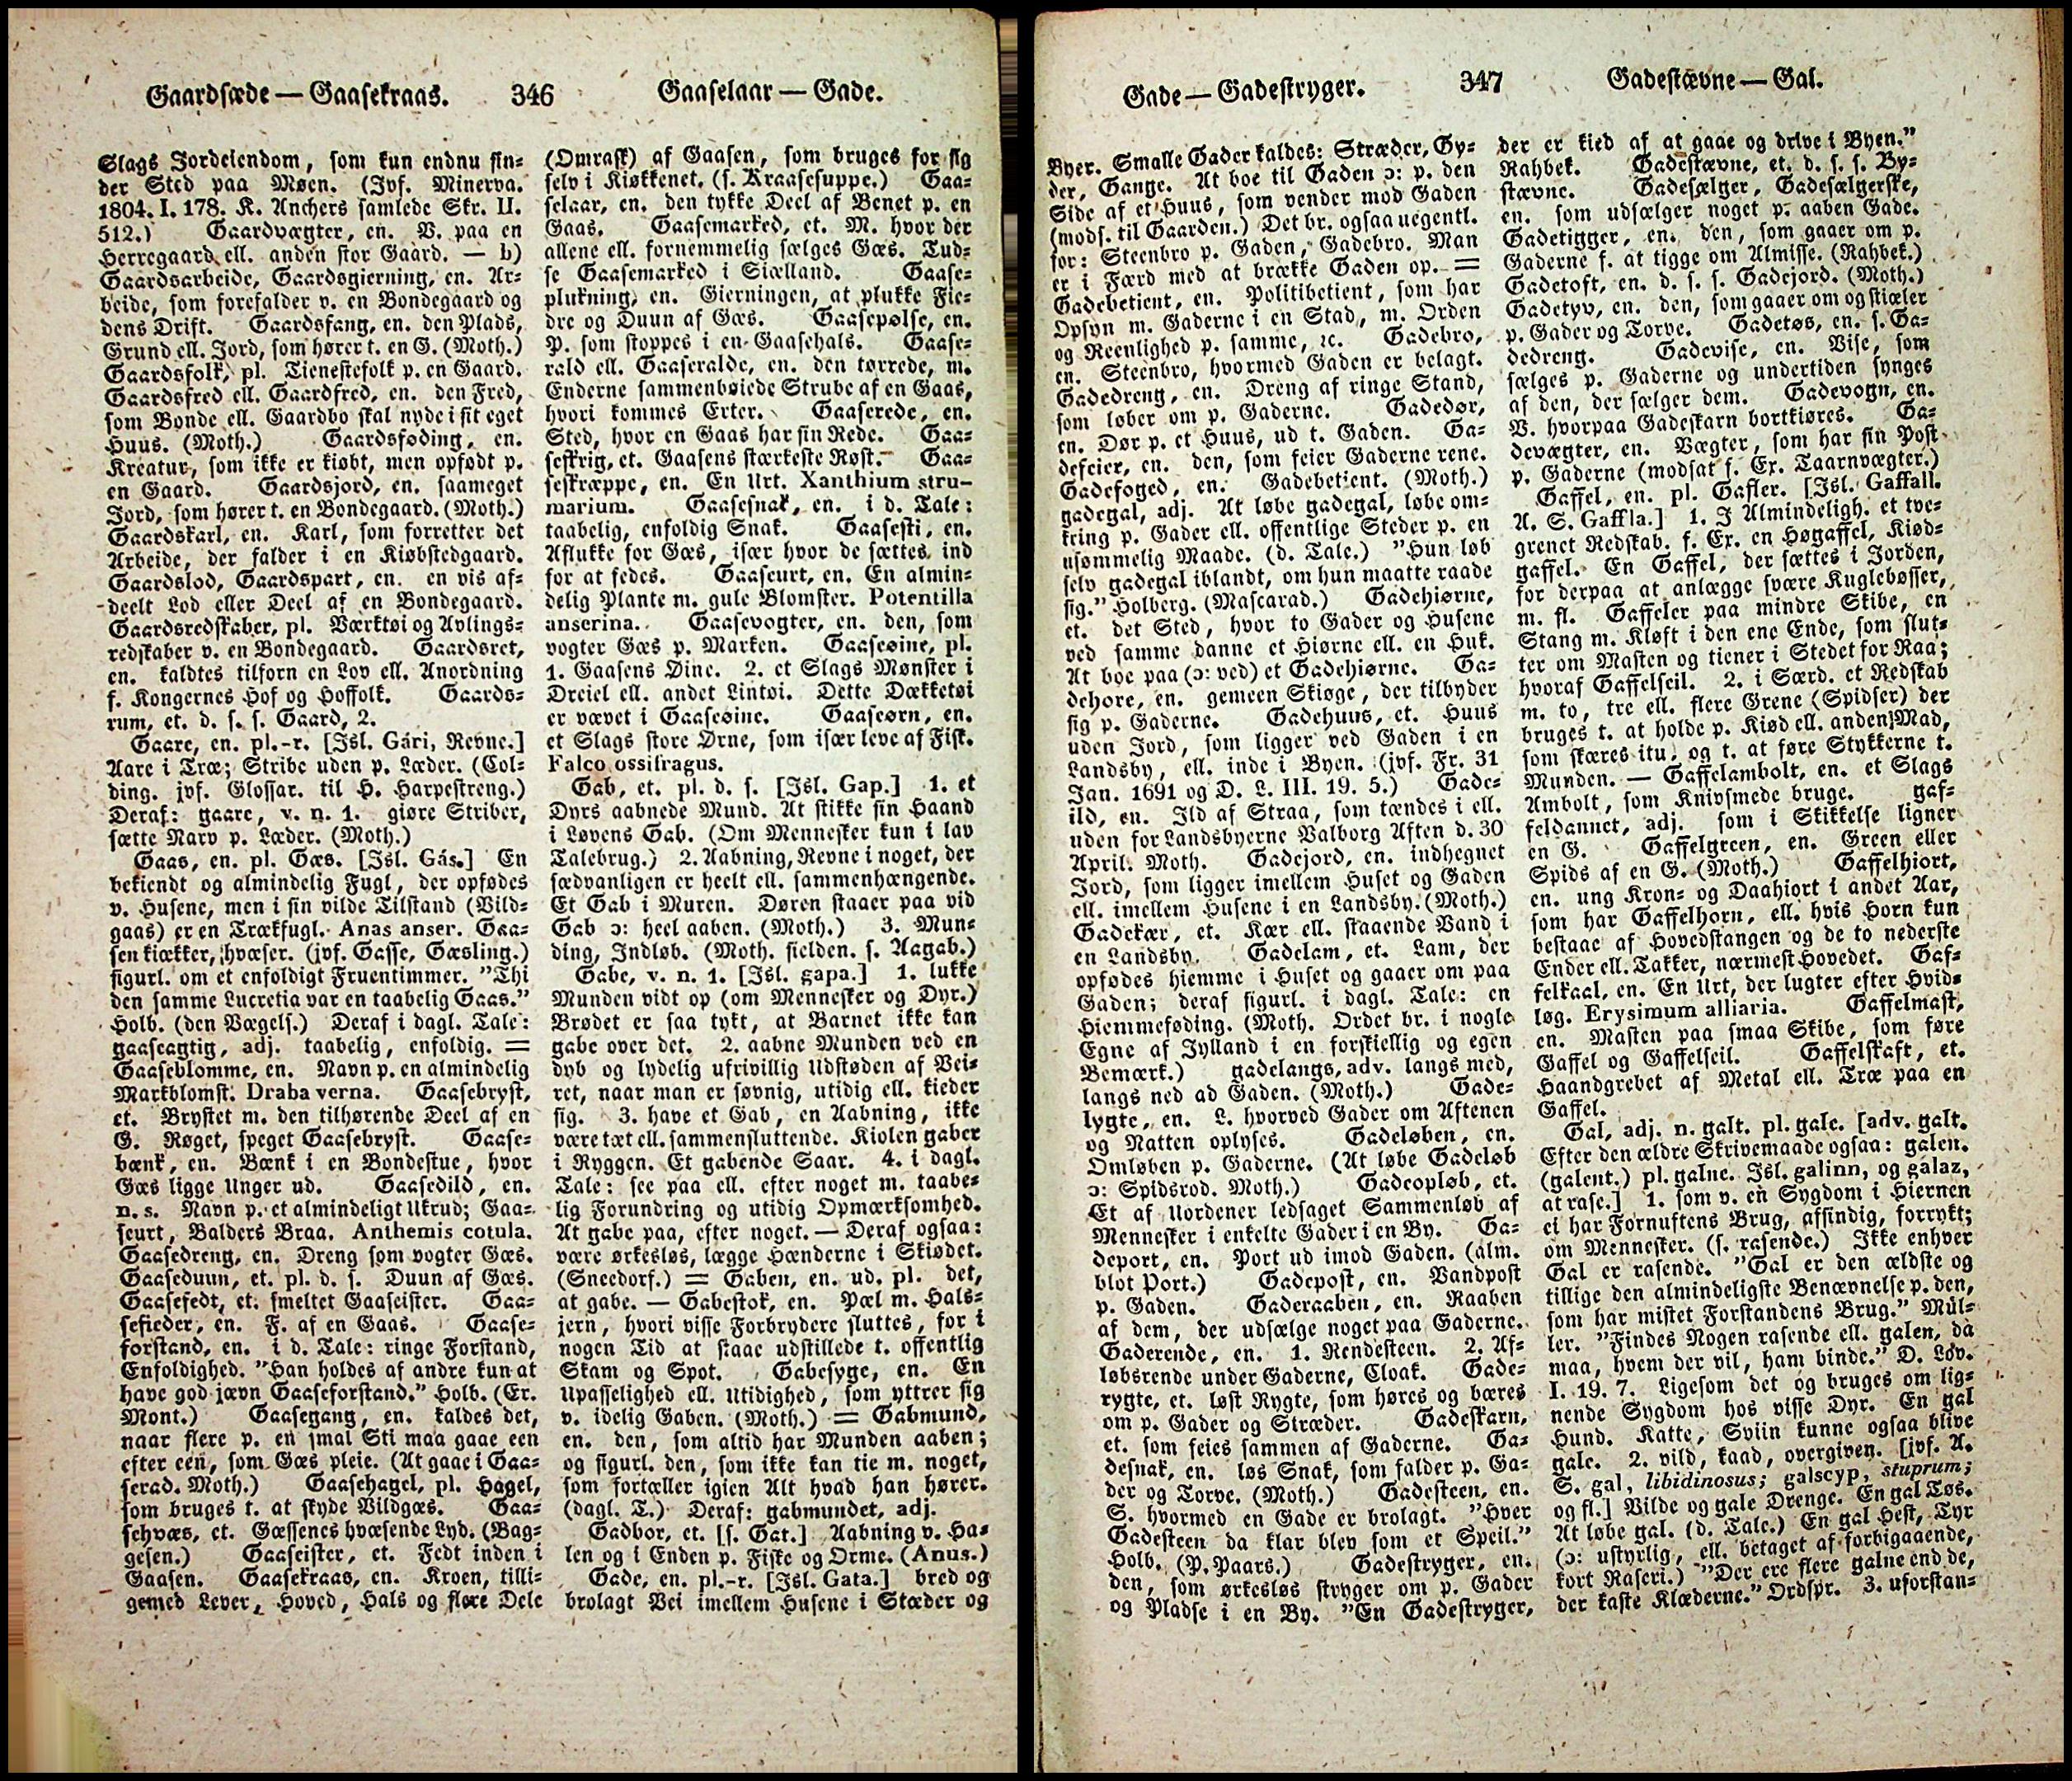 Gaardsæde — Gaasekraas. 346 Gaaselaar — Gade.
Slags Jordeiendom, som kun endnu fin-
der Sted paa Møen. (Jvf. Minerva.
1804. I. 178. K. Anchers samlede Skr. II.
512.) Gaardvægter, en. V. paa en
Herregaard ell. anden stor Gaard. — b)
Gaardsarbeide, Gaardsgierning, en. Ar-
beide, som forefalder v. en Bondegaard og
dens Drift. Gaardsfang, en. den Plads,
Grund ell. Jord, som hører t. en G. (Moth.)
Gaardsfolk, pl. Tienestefolk p. en Gaard.
Gaardsfred ell. Gaardfred, en. den Fred,
som Bonde ell. Gaardbo skal nyde i sit eget
Huus. (Moth.) Gaardsføding, en.
Kreatur, som ikke er kiøbt, men opfødt p.
en Gaard. Gaardsjord, en. saameget
Jord, som hører t. en Bondegaard. (Moth.)
Gaardskarl, en. Karl, som forretter det
Arbeide, der falder i en Kiøbstedgaard.
Gaardslod, Gaardspart, en. en vis af-
deelt Lod eller Deel af en Bondegaard.
Gaardsredskaber, pl. Værktøi og Avlings-
redskaber v. en Bondegaard. Gaardsret,
en. kaldtes tilforn en Lov ell. Anordning
f. Kongernes Hof og Hoffolk. Gaards-
rum, et. d. s. s. Gaard, 2.
Gaare, en. pl.-r. [Isl. Gári, Revne.]
Aare i Træ; Stribe uden p. Læder. (Col-
ding. jvf. Glossar. til H. Harpestreng.)
Deraf: gaare, v. n. 1. giøre Striber,
sætte Narv p. Læder. (Moth.)
Gaas, en. pl. Gæs. [Isl. Gás.] En
bekiendt og almindelig Fugl, der opfødes
v. Husene, men i sin vilde Tilstand (Vild-
gaas) er en Trækfugl. Anas anser. Gaa-
sen kiækker, hvæser. (jvf. Gasse, Gæsling.)
figurl. om et enfoldigt Fruentimmer. "Thi
den samme Lucretia var en taabelig Gaas."
Holb. (den Vægels.) Deraf i dagl. Tale:
gaaseagtig, adj. taabelig, enfoldig. =
Gaaseblomme, en. Navn p. en almindelig
Markblomst. Draba verna. Gaasebryst,
et. Brystet m. den tilhørende Deel af en
G. Røget, speget Gaasebryst. Gaase-
bænk, en. Bænk i en Bondestue, hvor
Gæs ligge Unger ud. Gaasedild, en.
n. s. Navn p. et almindeligt Ukrud; Gaa-
seurt, Balders Braa. Anthemis cotula.
Gaasedreng, en. Dreng som vogter Gæs.
Gaaseduun, et. pl. d. s. Duun af Gæs.
Gaasefedt, et. smeltet Gaaseister. Gaa-
sefieder, en. F. af en Gaas. Gaase-
forstand, en. i d. Tale: ringe Forstand,
Enfoldighed. "Han holdes af andre kun at
have god jævn Gaaseforstand." Holb. (Er.
Mont.) Gaasegang, en. kaldes det,
naar flere p. en smal Sti maa gaae een
efter een, som Gæs pleie. (At gaae i Gaa-
serad. Moth.) Gaasehagel, pl. Hagel,
som bruges t. at skyde Vildgæs. Gaa-
sehvæs, et. Gæssenes hvæsende Lyd. (Bag-
gesen.) Gaaseister, et. Fedt inden i
Gaasen. Gaasekraas, en. Kroen, tilli-
gemed Lever, Hoved, Hals og flere Dele
(Omrask) af Gaasen, som bruges for sig
selv i Kiøkkenet. (s. Kraasesuppe.) Gaa-
selaar, en. den tykke Deel af Benet p. en
Gaas. Gaasemarked, et. M. hvor der
allene ell. fornemmelig sælges Gæs. Tud-
se Gaasemarked i Siælland. Gaase-
plukning, en. Gierningen, at plukke Fie-
dre og Duun af Gæs. Gaasepølse, en.
P. som stoppes i en Gaasehals. Gaase-
rald ell. Gaaseralde, en. den tørrede, m.
Enderne sammenbøiede Strube af en Gaas,
hvori kommes Erter. Gaaserede, en.
Sted, hvor en Gaas har sin Rede. Gaa-
seskrig, et. Gaasens stærkeste Røst. Gaa-
seskræppe, en. En Urt. Xanthium stru-
marium. Gaasesnak, en. i d. Tale:
taabelig, enfoldig Snak. Gaasesti, en.
Aflukke for Gæs, især hvor de sættes ind
for at fedes. Gaaseurt, en. En almin-
delig Plante m. gule Blomster. Potentilla
anserina. Gaasevogter, en. den, som
vogter Gæs p. Marken. Gaaseøine, pl.
1. Gaasens Øine. 2. et Slags Mønster i
Dreiel ell. andet Lintøi. Dette Dækketøi
er vævet i Gaaseøine. Gaaseørn, en.
et Slags store Ørne, som især leve af Fisk.
Falco ossifragus.
Gab, et. pl. d. s. [Isl. Gap.] 1. et
Dyrs aabnede Mund. At stikke sin Haand
i Løvens Gab. (Om Mennesker kun i lav
Talebrug.) 2. Aabning, Revne i noget, der
sædvanligen er heelt ell. sammenhængende.
Et Gab i Muren. Døren staaer paa vid
Gab ɔ: heel aaben. (Moth.) 3. Mun-
ding, Indløb. (Moth. sielden. s. Aagab.)
Gabe, v. n. 1. [Isl. gapa.] 1. lukke
Munden vidt op (om Mennesker og Dyr.)
Brødet er saa tykt, at Barnet ikke kan
gabe over det. 2. aabne Munden ved en
dyb og lydelig ufrivillig Udstøden af Vei-
ret, naar man er søvnig, utidig ell. kieder
sig. 3. have et Gab, en Aabning, ikke
være tæt ell. sammensluttende. Kiolen gaber
i Ryggen. Et gabende Saar. 4. i dagl.
Tale: see paa ell. efter noget m. taabe-
lig Forundring og utidig Opmærksomhed.
At gabe paa, efter noget. — Deraf ogsaa:
være ørkesløs, lægge Hænderne i Skiødet.
(Sneedorf.) = Gaben, en. ud. pl. det,
at gabe. — Gabestok, en. Pæl m. Hals-
jern, hvori visse Forbrydere sluttes, for i
nogen Tid at staae udstillede t. offentlig
Skam og Spot. Gabesyge, en. En
Upasselighed ell. Utidighed, som yttrer sig
v. idelig Gaben. (Moth.) = Gabmund,
en. den, som altid har Munden aaben;
og figurl. den, som ikke kan tie m. noget,
som fortæller igien Alt hvad han hører.
(dagl. T.) Deraf: gabmundet, adj.
Gadbor, et. [s. Gat.] Aabning v. Ha-
len og i Enden p. Fiske og Orme. (Anus.)
Gade, en. pl.-r. [Isl. Gata.] bred og
brolagt Vei imellem Husene i Stæder og
Gade — Gadestryger. 347 Gadestævne — Gal.
Byer. Smalle Gader kaldes: Stræder, Gy-
der, Gange. At boe til Gaden ɔ: p. den
Side af et Huus, som vender mod Gaden
(mods. til Gaarden.) Det br. ogsaa uegentl.
for: Steenbro p. Gaden, Gadebro. Man
er i Færd med at brække Gaden op. =
Gadebetient, en. Politibetient, som har
Opsyn m. Gaderne i en Stad, m. Orden
og Reenlighed p. samme, ꝛc. Gadebro,
en. Steenbro, hvormed Gaden er belagt.
Gadedreng, en. Dreng af ringe Stand,
som løber om p. Gaderne. Gadedør,
en. Dør p. et Huus, ud t. Gaden. Ga-
defeier, en. den, som feier Gaderne rene.
Gadefoged, en. Gadebetient. (Moth.)
gadegal, adj. At løbe gadegal, løbe om-
kring p. Gader ell. offentlige Steder p. en
usømmelig Maade. (d. Tale.) "Hun løb
selv gadegal iblandt, om hun maatte raade
sig." Holberg. (Mascarad.) Gadehiørne,
et. det Sted, hvor to Gader og Husene
ved samme danne et Hiørne ell. en Huk.
At boe paa (ɔ: ved) et Gadehiørne. Ga-
dehore, en. gemeen Skiøge, der tilbyder
sig p. Gaderne. Gadehuus, et. Huus
uden Jord, som ligger ved Gaden i en
Landsby, ell. inde i Byen. (jvf. Fr. 31
Jan. 1691 og D. L. III. 19. 5.) Gade-
ild, en. Ild af Straa, som tændes i ell.
uden for Landsbyerne Valborg Aften d. 30
April. Moth. Gadejord, en. indhegnet
Jord, som ligger imellem Huset og Gaden
ell. imellem Husene i en Landsby. (Moth.)
Gadekær, et. Kær ell. staaende Vand i
en Landsby. Gadelam, et. Lam, der
opfødes hiemme i Huset og gaaer om paa
Gaden; deraf figurl. i dagl. Tale: en
Hiemmeføding. (Moth. Ordet br. i nogle
Egne af Jylland i en forskiellig og egen
Bemærk.) gadelangs, adv. langs med,
langs ned ad Gaden. (Moth.) Gade-
lygte, en. L. hvorved Gader om Aftenen
og Natten oplyses. Gadeløben, en.
Omløben p. Gaderne. (At løbe Gadeløb
ɔ: Spidsrod. Moth.) Gadeopløb, et.
Et af Uordener ledsaget Sammenløb af
Mennesker i enkelte Gader i en By. Ga-
deport, en. Port ud imod Gaden. (alm.
blot Port.) Gadepost, en. Vandpost
p. Gaden. Gaderaaben, en. Raaben
af dem, der udsælge noget paa Gaderne.
Gaderende, en. 1. Rendesteen. 2. Af-
løbsrende under Gaderne, Cloak. Gade-
rygte, et. løst Rygte, som høres og bæres
om p. Gader og Stræder. Gadeskarn,
et. som feies sammen af Gaderne. Ga-
desnak, en. løs Snak, som falder p. Ga-
der og Torve. (Moth.) Gadesteen, en.
S. hvormed en Gade er brolagt. "Hver
Gadesteen da klar blev som et Speil."
Holb. (P. Paars.) Gadestryger, en.
den, som ørkesløs stryger om p. Gader
og Pladse i en By. "En Gadestryger,
der er kied af at gaae og drive i Byen."
Rahbek. Gadestævne, et. d. s. s. By-
stævne. Gadesælger, Gadesælgerske,
en. som udsælger noget p. aaben Gade.
Gadetigger, en. den, som gaaer om p.
Gaderne f. at tigge om Almisse. (Rahbek.)
Gadetoft, en. d. s. s. Gadejord. (Moth.)
Gadetyv, en. den, som gaaer om og stiæler
p. Gader og Torve. Gadetøs, en. s. Ga-
dedreng. Gadevise, en. Vise, som
sælges p. Gaderne og undertiden synges
af den, der sælger dem. Gadevogn, en.
V. hvorpaa Gadeskarn bortkiøres. Ga-
devægter, en. Vægter, som har sin Post
p. Gaderne (modsat f. Ex. Taarnvægter.)
Gaffel, en. pl. Gafler. [Isl. Gaffall.
A. S. Gaffla.] 1. I Almindeligh. et tve-
grenet Redskab. f. Ex. en Høgaffel, Kiød-
gaffel. En Gaffel, der sættes i Jorden,
for derpaa at anlægge svære Kuglebøsser,
m. fl. Gaffeler paa mindre Skibe, en
Stang m. Kløft i den ene Ende, som slut-
ter om Masten og tiener i Stedet for Raa;
hvoraf Gaffelseil. 2. i Særd. et Redskab
m. to, tre ell. flere Grene (Spidser) der
bruges t. at holde p. Kiød ell. anden Mad,
som skæres itu, og t. at føre Stykkerne t.
Munden. — Gaffelambolt, en. et Slags
Ambolt, som Knivsmede bruge. gaf-
feldannet, adj. som i Skikkelse ligner
en G. Gaffelgreen, en. Green eller
Spids af en G. (Moth.) Gaffelhiort,
en. ung Kron- og Daahiort i andet Aar,
som har Gaffelhorn, ell. hvis Horn kun
bestaae af Hovedstangen og de to nederste
Ender ell. Takker, nærmest Hovedet. Gaf-
felkaal, en. En Urt, der lugter efter Hvid-
løg. Erysimum alliaria. Gaffelmast,
en. Masten paa smaa Skibe, som føre
Gaffel og Gaffelseil. Gaffelskaft, et.
Haandgrebet af Metal ell. Træ paa en
Gaffel.
Gal, adj. n. galt. pl. gale. [adv. galt.
Efter den ældre Skrivemaade ogsaa: galen.
(galent.) pl. galne. Isl. galinn, og galaz,
at rase.] 1. som v. en Sygdom i Hiernen
ei har Fornuftens Brug, affindig, forrykt;
om Mennesker. (s. rasende.) Ikke enhver
Gal er rasende. "Gal er den ældste og
tillige den almindeligste Benævnelse p. den,
som har mistet Forstandens Brug." Mül-
ler. "Findes Nogen rasende ell. galen, da
maa, hvem der vil, ham binde." D. Lov.
I. 19. 7. Ligesom det og bruges om lig-
nende Sygdom hos visse Dyr. En gal
Hund. Katte, Sviin kunne ogsaa blive
gale. 2. vild, kaad, overgiven. [jvf. A.
S. gal, libidinosus; galscyp, stuprum;
og fl.] Vilde og gale Drenge. En gal Tøs.
At løbe gal. (d. Tale.) En gal Hest, Tyr
(ɔ: ustyrlig, ell. betaget af forbigaaende,
kort Raseri.) "Der ere flere galne end de,
der kaste Klæderne." Ordspr. 3. uforstan-